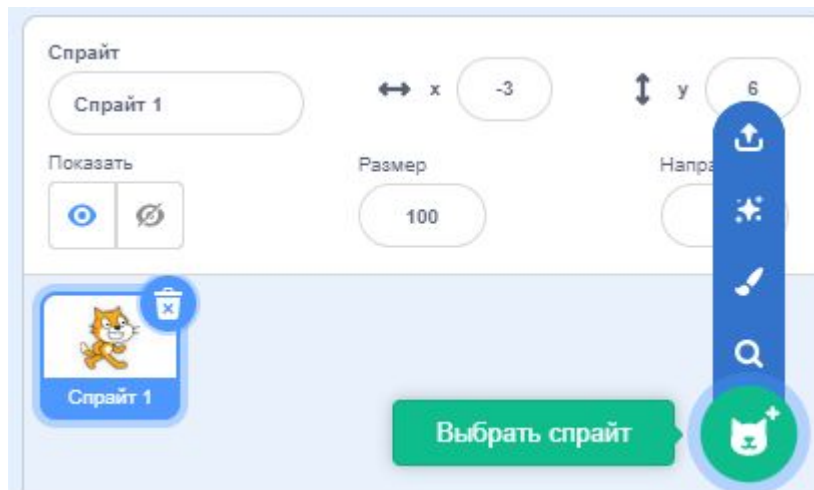 Спрайт
Спрайт 1
x -3
y 6
Показать
Размер
100
Напра
Спрайт 1
Выбрать спрайт